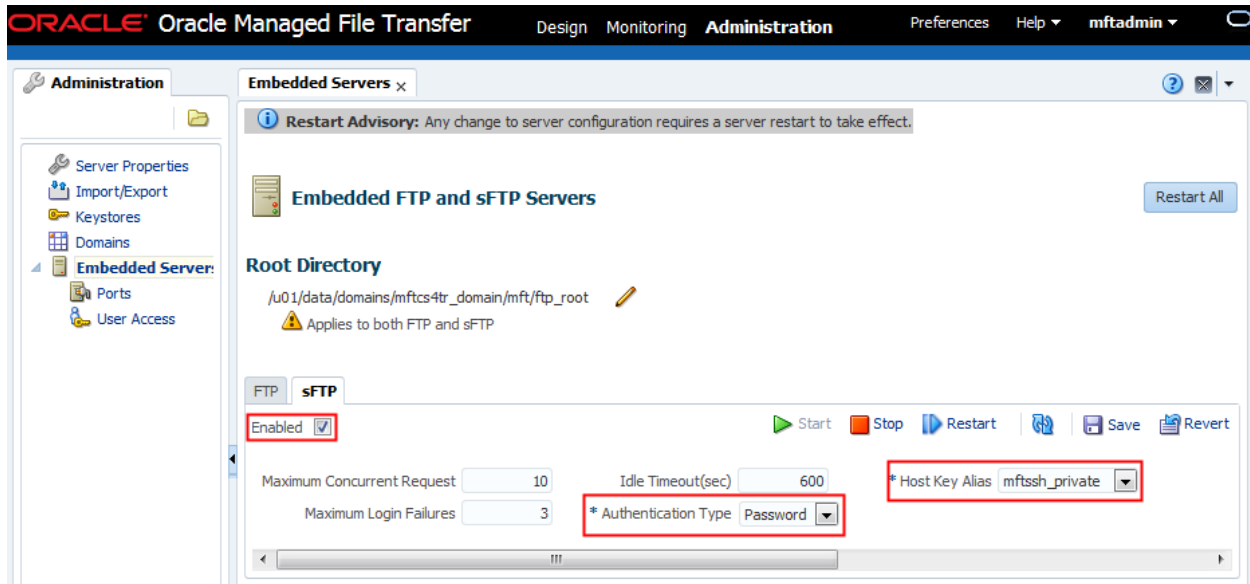 ORACLE Oracle Managed File Transfer Design Monitoring Administration Preferences Help mftadmin
Administration
Embedded Servers
Restart Advisory: Any change to server configuration requires a server restart to take effect.
Server Properties
Import/Export
Keystores
Domains
Embedded Server:
Ports
User Access
Embedded FTP and sFTP Servers
Restart All
Root Directory
/u01/data/domains/mftcs4tr_domain/mft/ftp_root
Applies to both FTP and sFTP
FTP sFTP
Enabled Start Stop Restart Save Revert
Maximum Concurrent Request 10 Idle Timeout(sec) 600 * Host Key Alias mftssh_private
Maximum Login Failures 3 * Authentication Type Password